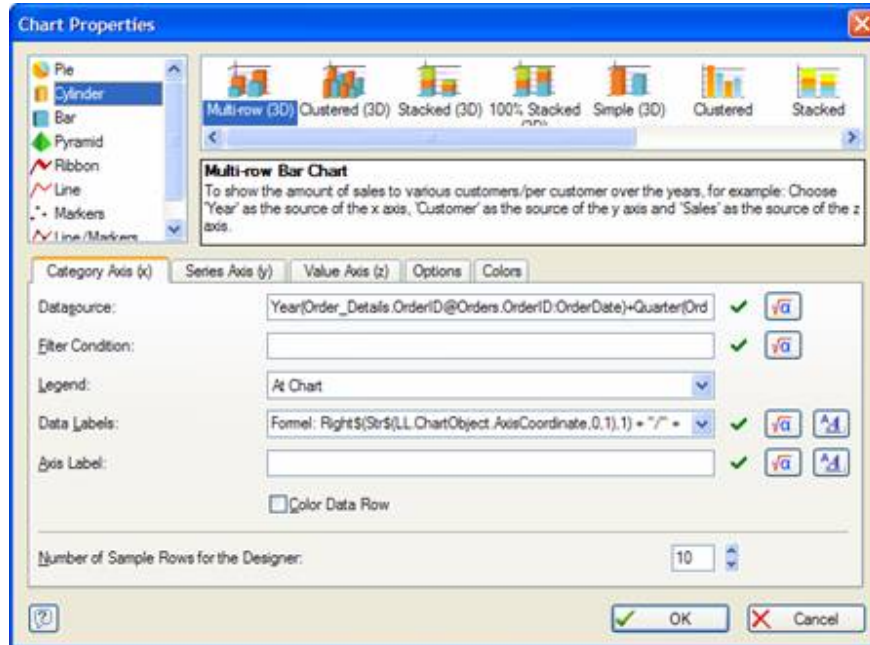 Chart Properties
Pie
Cylinder
Bar
Pyramid
Ribbon
Line
Markers
Line/Markers
Multi-row (3D) Clustered (3D) Stacked (3D) 100% Stacked (3D) Simple (3D) Clustered Stacked
Multi-row Bar Chart
To show the amount of sales to various customers/per customer over the years, for example: Choose
'Year' as the source of the x axis, 'Customer' as the source of the y axis and 'Sales' as the source of the z
axis.
Category Axis (x) Series Axis (y) Value Axis (z) Options Colors
Datasource: Year(Order_Details.OrderID@Orders.OrderID:OrderDate)+Quarter(Ord
Filter Condition:
Legend: At Chart
Data Labels: Formel: Right$(Str$(LL.ChartObject.AxisCoordinate,0,1),1) + "/" +
Axis Label:
Color Data Row
Number of Sample Rows for the Designer: 10
OK Cancel